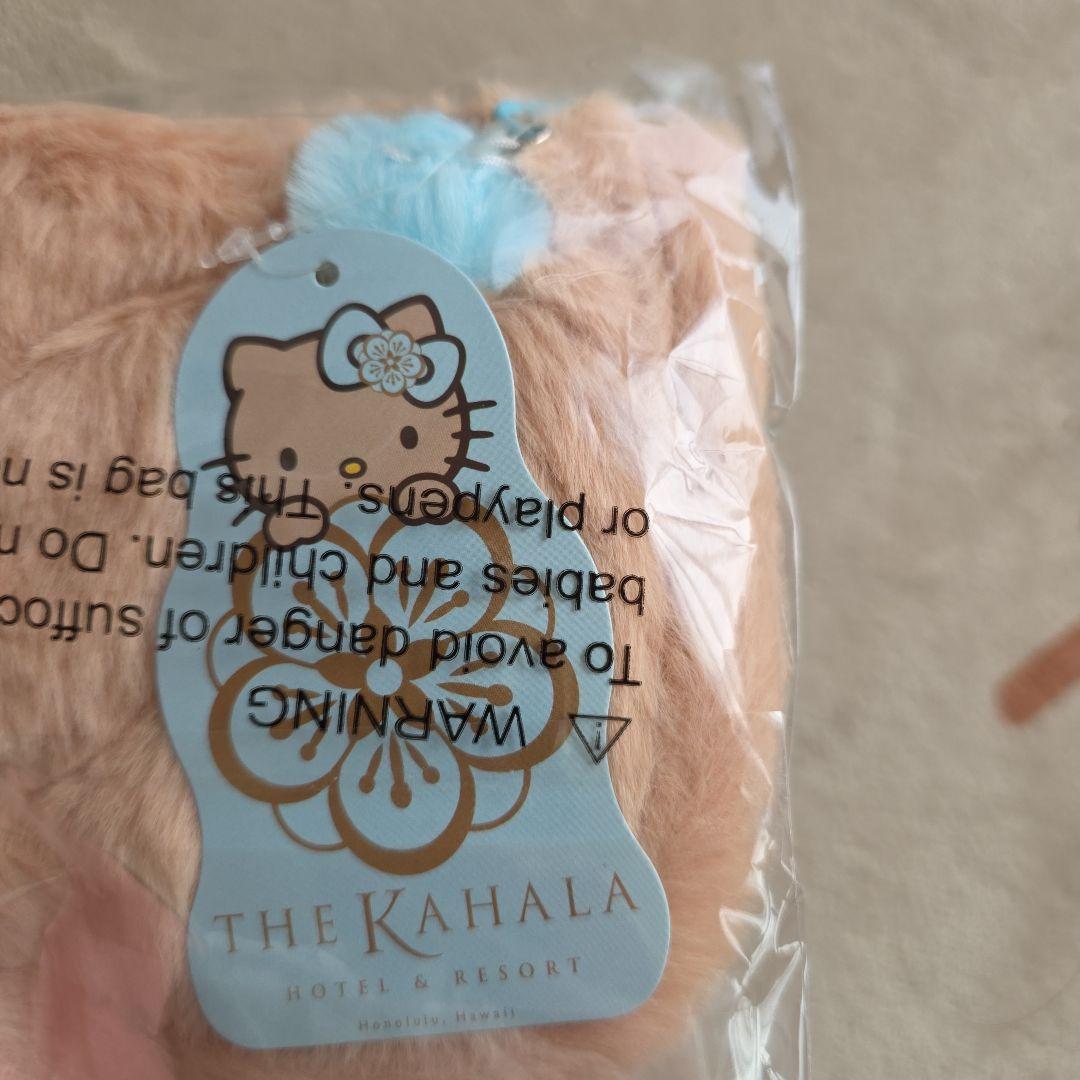 THE KAHALA
HOTEL & RESORT
Honolulu, Hawaii
WARNING
To avoid danger of
babies and children. Do
or playpens. This bag is